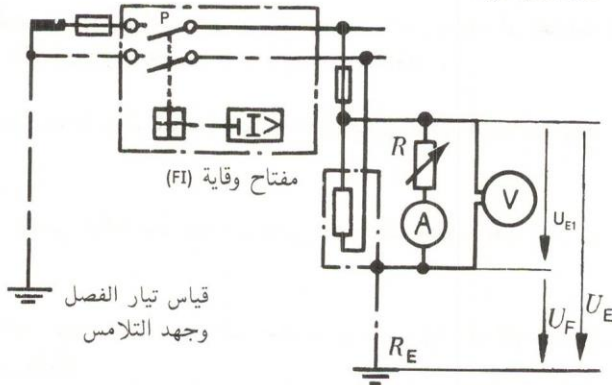 P
I>
مفتاح وقاية (FI)
R
A
V
U_E1
قياس تيار الفصل
وجهد التلامس
R_E
U_F
U_E